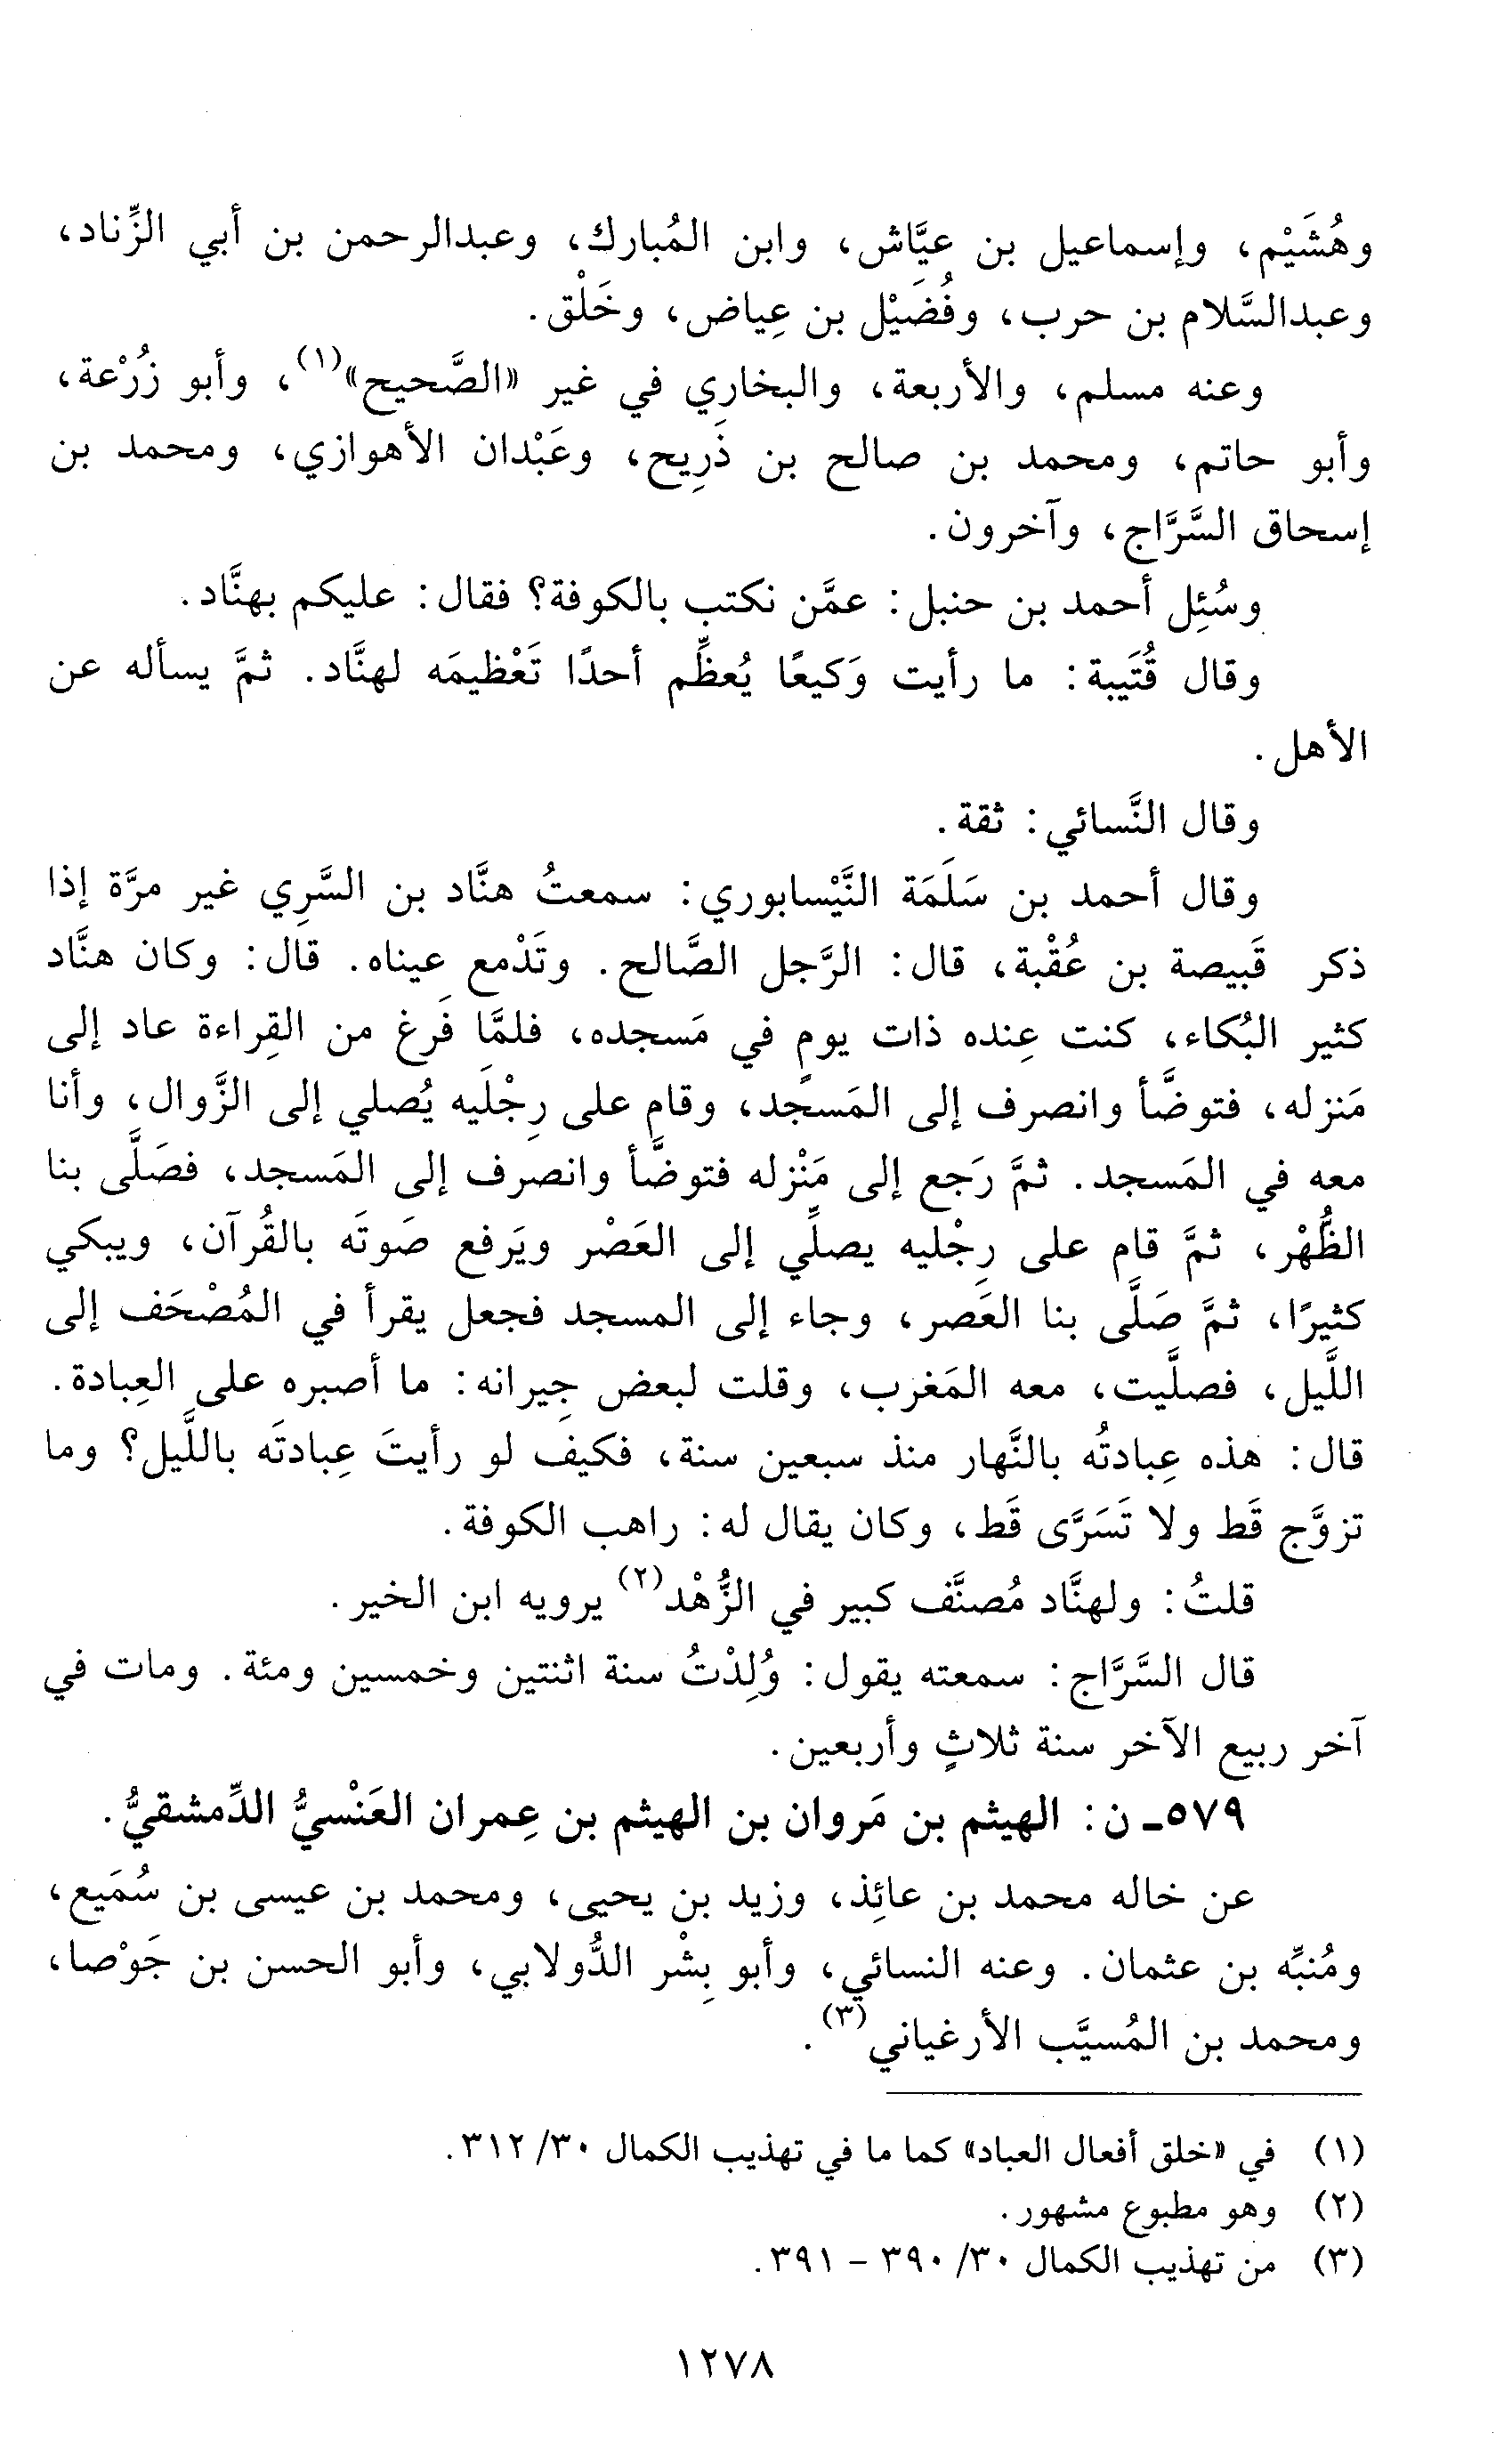 وهُشَيْم، وإسماعيل بن عيَّاش، وابن المُبارك، وعبدالرحمن بن أبي الزِّناد،
وعبدالسَّلام بن حرب، وفُضَيْل بن عِياض، وخَلْق.
وعنه مسلم، والأربعة، والبخاري في غير «الصَّحيح»(١)، وأبو زُرْعة،
وأبو حاتم، ومحمد بن صالح بن ذَرِيح، وعَبْدان الأهوازي، ومحمد بن
إسحاق السَّرَّاج، وآخرون.
وسُئِل أحمد بن حنبل: عمَّن نكتب بالكوفة؟ فقال: عليكم بهنَّاد.
وقال قُتَيبة: ما رأيت وَكيعًا يُعظِّم أحدًا تَعْظيمَه لهنَّاد. ثمَّ يسأله عن
الأهل.
وقال النَّسائي: ثقة.
وقال أحمد بن سَلَمَة النَّيْسابوري: سمعتُ هنَّاد بن السَّرِي غير مرَّة إذا
ذكر قَبيصة بن عُقْبة، قال: الرَّجل الصَّالح. وتَدْمع عيناه. قال: وكان هنَّاد
كثير البُكاء، كنت عِنده ذات يومٍ في مَسجده، فلمَّا فَرغ من القِراءة عاد إلى
مَنزله، فتوضَّأ وانصرف إلى المَسجد، وقام على رِجْلَيه يُصلي إلى الزَّوال، وأنا
معه في المَسجد. ثمَّ رَجع إلى مَنْزله فتوضَّأ وانصرف إلى المَسجد، فصَلَّى بنا
الظُّهْر، ثمَّ قام على رِجْليه يصلِّي إلى العَصْر ويَرفع صَوتَه بالقُرآن، ويبكي
كثيرًا، ثمَّ صَلَّى بنا العَصر، وجاء إلى المسجد فجعل يقرأ في المُصْحَف إلى
اللَّيل، فصلَّيت، معه المَغرب، وقلت لبعض جِيرانه: ما أصبره على العِبادة.
قال: هذه عِبادتُه بالنَّهار منذ سبعين سنة، فكيف لو رأيتَ عِبادتَه باللَّيل؟ وما
تزوَّج قَط ولا تَسَرَّى قَط، وكان يقال له: راهب الكوفة.
قلتُ: ولهنَّاد مُصنَّف كبير في الزُّهْد(٢) يرويه ابن الخير.
قال السَّرَّاج: سمعته يقول: وُلِدْتُ سنة اثنتين وخمسين ومئة. ومات في
آخر ربيع الآخر سنة ثلاثٍ وأربعين.
٥٧٩ـ ن: الهيثم بن مَروان بن الهيثم بن عِمران العَنْسيُّ الدِّمشقيُّ.
عن خاله محمد بن عائِذ، وزيد بن يحيى، ومحمد بن عيسى بن سُمَيع،
ومُنبِّه بن عثمان. وعنه النسائي، وأبو بِشْر الدُّولابي، وأبو الحسن بن جَوْصا،
ومحمد بن المُسيَّب الأرغياني(٣).
(١) في «خلق أفعال العباد» كما ما في تهذيب الكمال ٣٠/ ٣١٢.
(٢) وهو مطبوع مشهور.
(٣) من تهذيب الكمال ٣٠/ ٣٩٠ – ٣٩١.
١٢٧٨